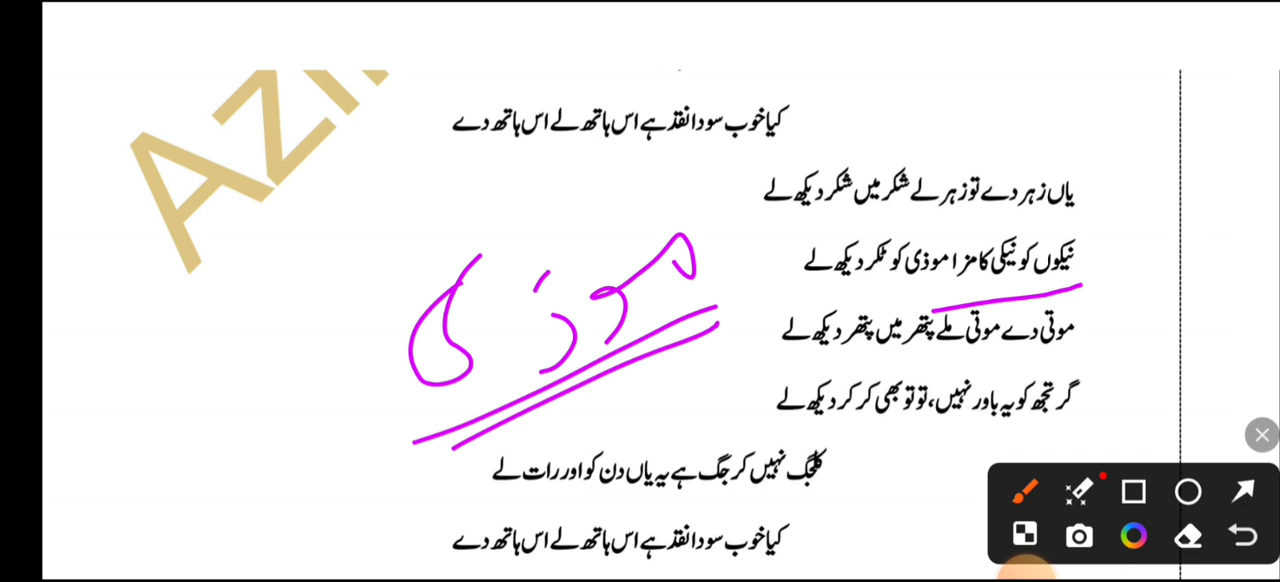 کیا خوب سودا نقد ہے اس ہاتھ لے اس ہاتھ دے
یاں زہر دے تو زہر لے شکر میں شکر دیکھ لے
نیکوں کو نیکی کا مزا موذی کو ٹکر دیکھ لے
موذی
موتی دے موتی ملے پتھر میں پتھر دیکھ لے
گر تجھ کو یہ باور نہیں، تو تو بھی کر کر دیکھ لے
کلجگ نہیں کرجگ ہے یہ یاں دن کو اور رات لے
کیا خوب سودا نقد ہے اس ہاتھ لے اس ہاتھ دے